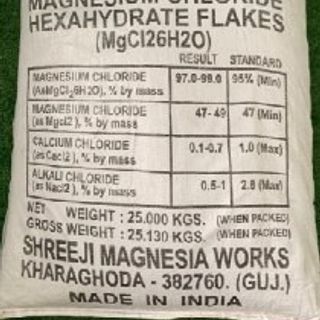 MAGNESIUM CHLORIDE
HEXAHYDRATE FLAKES
(MgCl26H2O)
RESULT STANDARD
MAGNESIUM CHLORIDE 97.0-99.0 95% (Min)
(AsMgCl2,6H2O), % by mass
MAGNESIUM CHLORIDE 47- 49 47 (Min)
(as Mgcl2 ), % by mass
CALCIUM CHLORIDE 0.1-0.7 1.0 (Max)
(as Cacl2 ), % by mass
ALKALI CHLORIDE 0.5-1 2.8 (Max)
(as Nacl2 ), % by mass
NET WEIGHT : 25.000 KGS. (WHEN PACKED)
GROSS WEIGHT : 25.130 KGS. (WHEN PACKED)
SHREEJI MAGNESIA WORKS
KHARAGHODA - 382760. (GUJ.)
MADE IN INDIA